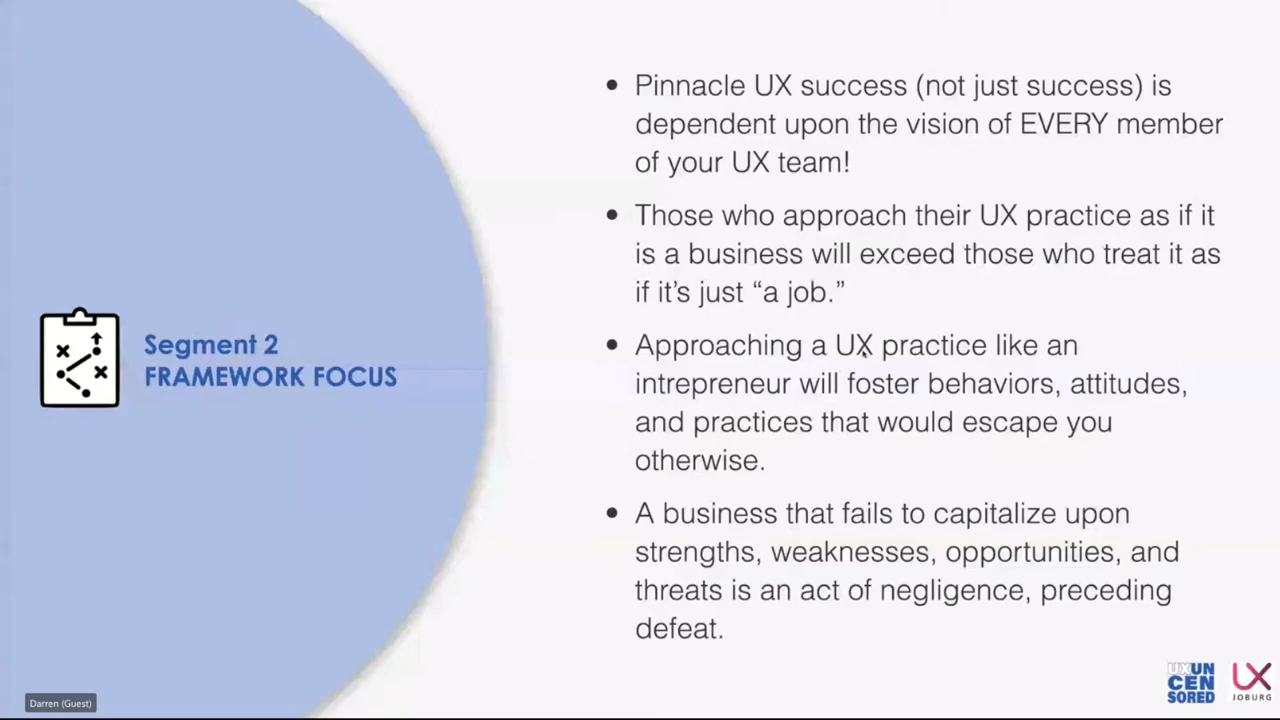 Segment 2
FRAMEWORK FOCUS
• Pinnacle UX success (not just success) is
dependent upon the vision of EVERY member
of your UX team!
• Those who approach their UX practice as if it
is a business will exceed those who treat it as
if it’s just “a job.”
• Approaching a UX practice like an
intrepreneur will foster behaviors, attitudes,
and practices that would escape you
otherwise.
• A business that fails to capitalize upon
strengths, weaknesses, opportunities, and
threats is an act of negligence, preceding
defeat.
Darren (Guest)
UXUN
CEN
SORED
UX
JOBURG